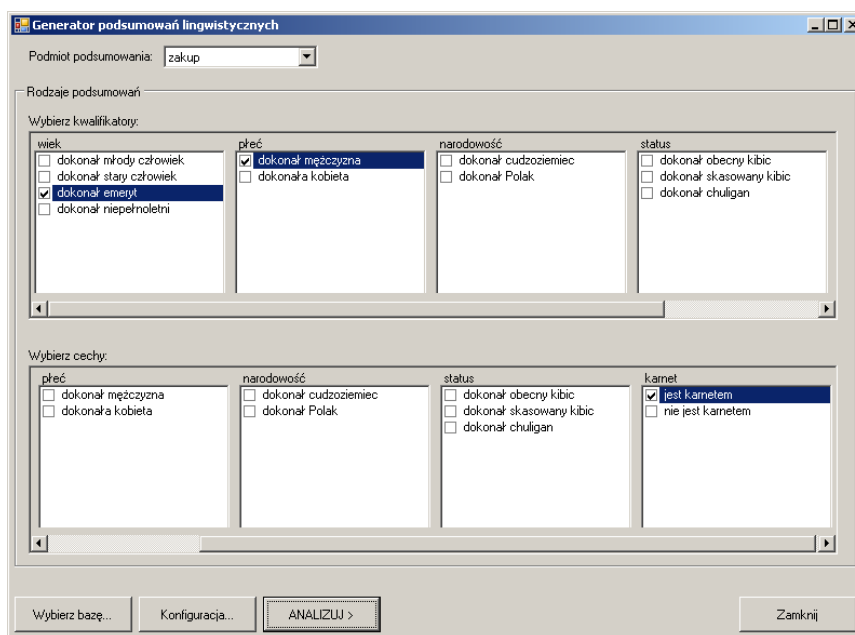 Generator podsumowań lingwistycznych
Podmiot podsumowania: zakup
Rodzaje podsumowań
Wybierz kwalifikatory:
wiek płeć narodowość status
dokonał młody człowiek dokonał mężczyzna dokonał cudzoziemiec dokonał obecny kibic
dokonał stary człowiek dokonała kobieta dokonał Polak dokonał skasowany kibic
dokonał emeryt dokonał chuligan
dokonał niepełnoletni
Wybierz cechy:
płeć narodowość status karnet
dokonał mężczyzna dokonał cudzoziemiec dokonał obecny kibic jest karnetem
dokonała kobieta dokonał Polak dokonał skasowany kibic nie jest karnetem
dokonał chuligan
Wybierz bazę... Konfiguracja... ANALIZUJ > Zamknij